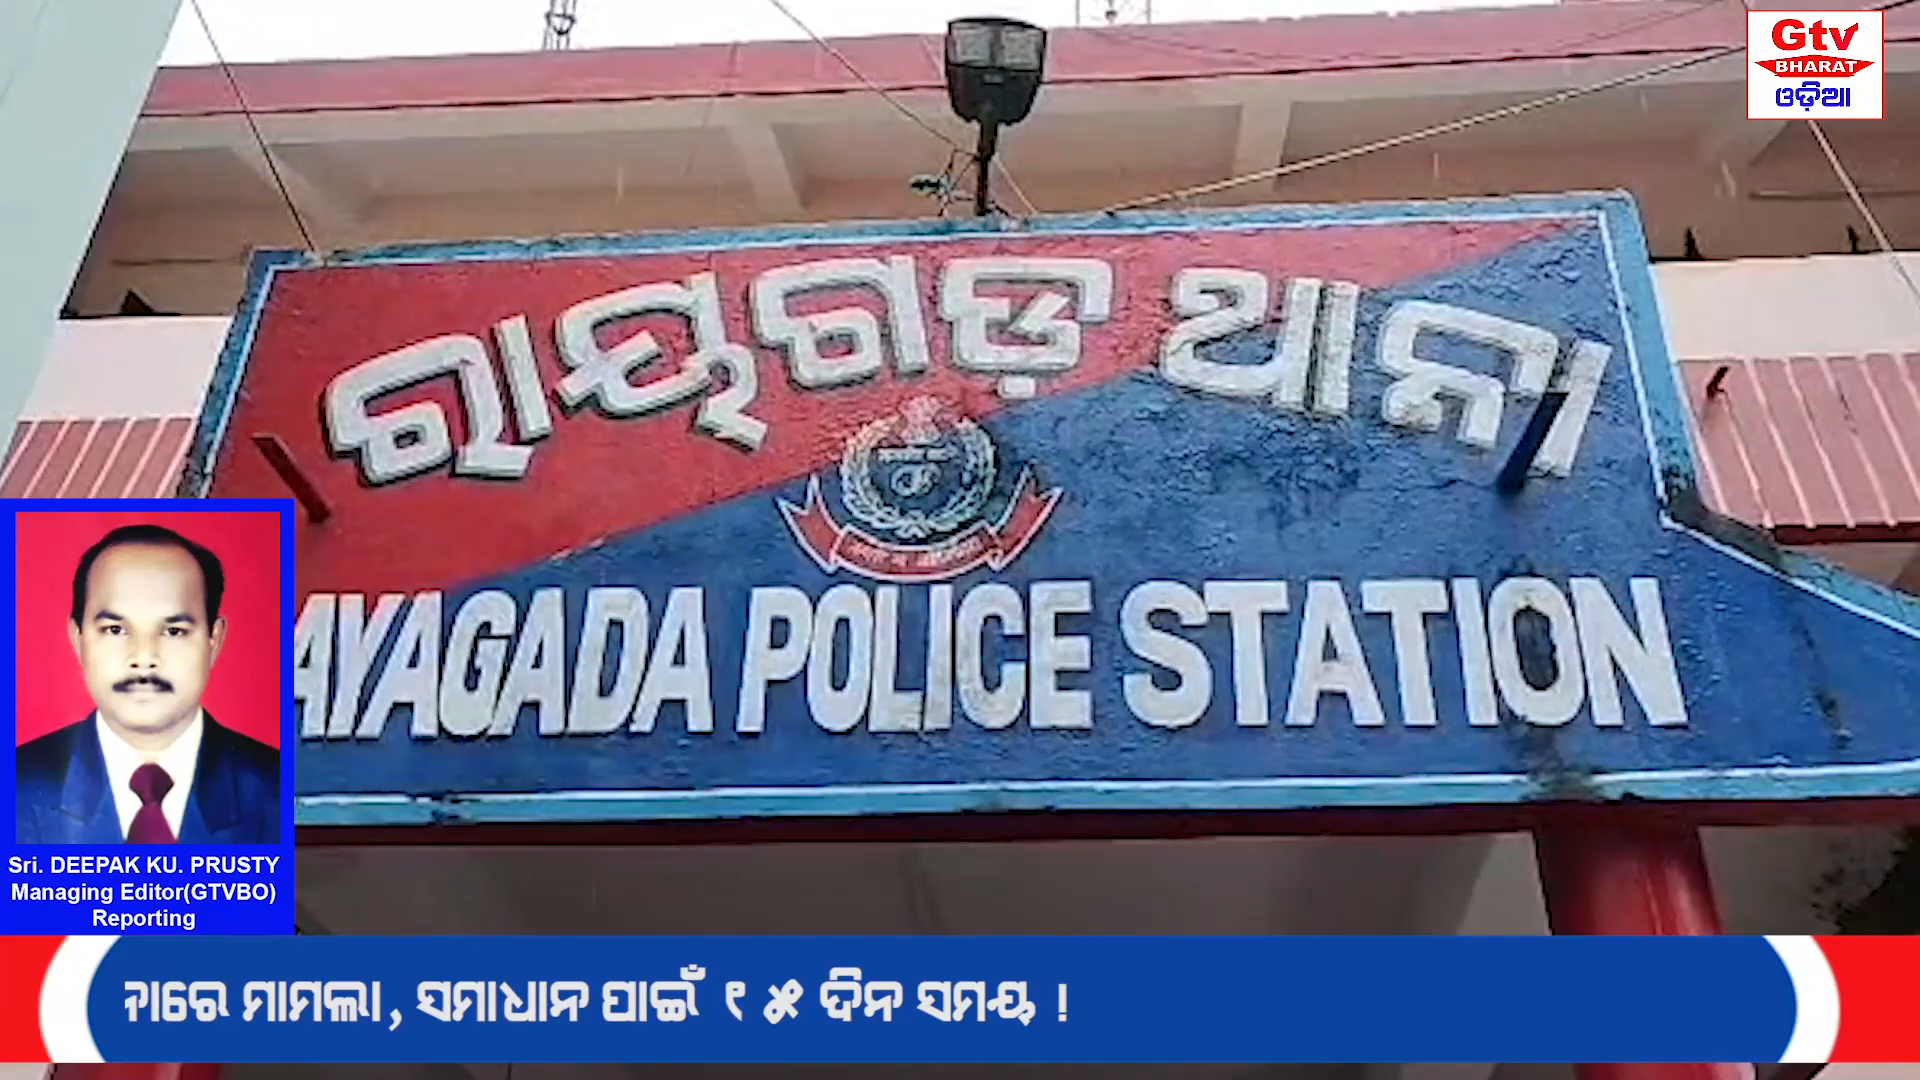 Gtv
BHARAT
ଓଡ଼ିଆ
ରାୟଗଡ଼ ଥାନା
AYAGADA POLICE STATION
Sri. DEEPAK KU. PRUSTY
Managing Editor(GTVBO)
Reporting
ନାରେ ମାମଲା, ସମାଧାନ ପାଇଁ ୧୫ ଦିନ ସମୟ !